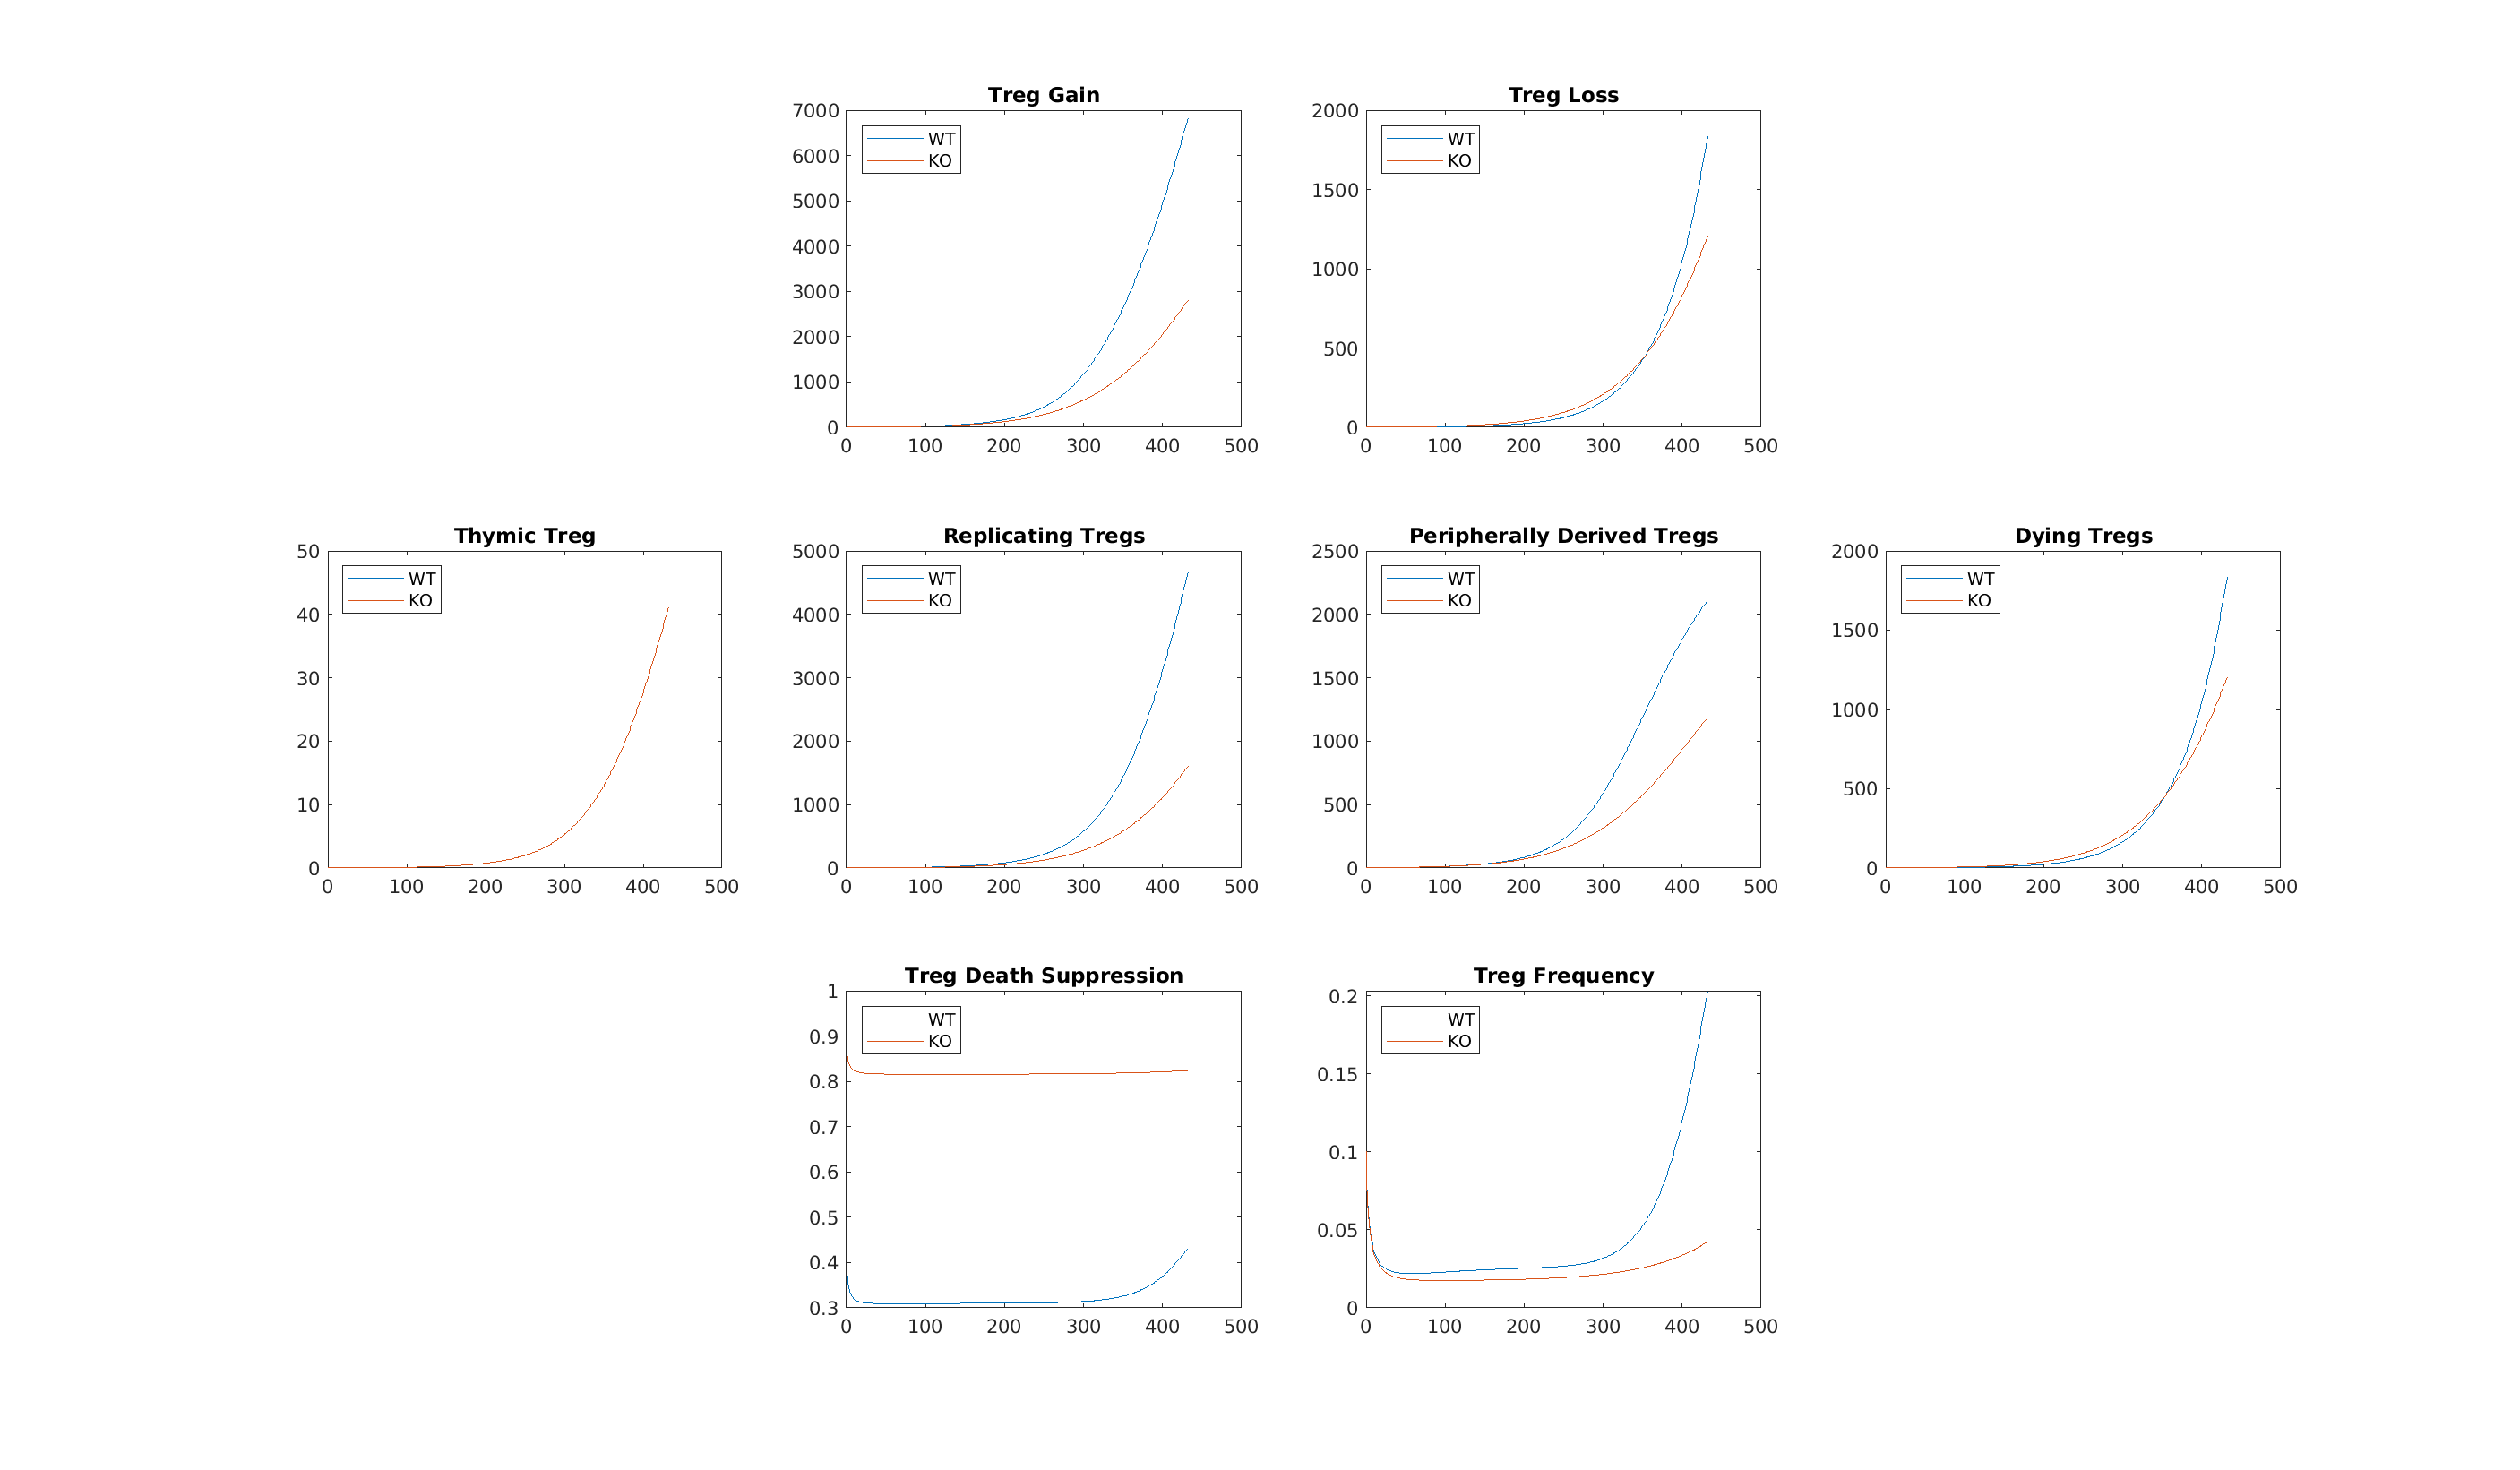 Treg Gain
7000
6000
5000
4000
3000
2000
1000
0
WT
KO
0 100 200 300 400 500
Treg Loss
2000
1500
1000
500
0
WT
KO
0 100 200 300 400 500
Thymic Treg
50
40
30
20
10
0
WT
KO
0 100 200 300 400 500
Replicating Tregs
5000
4000
3000
2000
1000
0
WT
KO
0 100 200 300 400 500
Peripherally Derived Tregs
2500
2000
1500
1000
500
0
WT
KO
0 100 200 300 400 500
Dying Tregs
2000
1500
1000
500
0
WT
KO
0 100 200 300 400 500
Treg Death Suppression
1
0.9
0.8
0.7
0.6
0.5
0.4
0.3
WT
KO
0 100 200 300 400 500
Treg Frequency
0.2
0.15
0.1
0.05
0
WT
KO
0 100 200 300 400 500